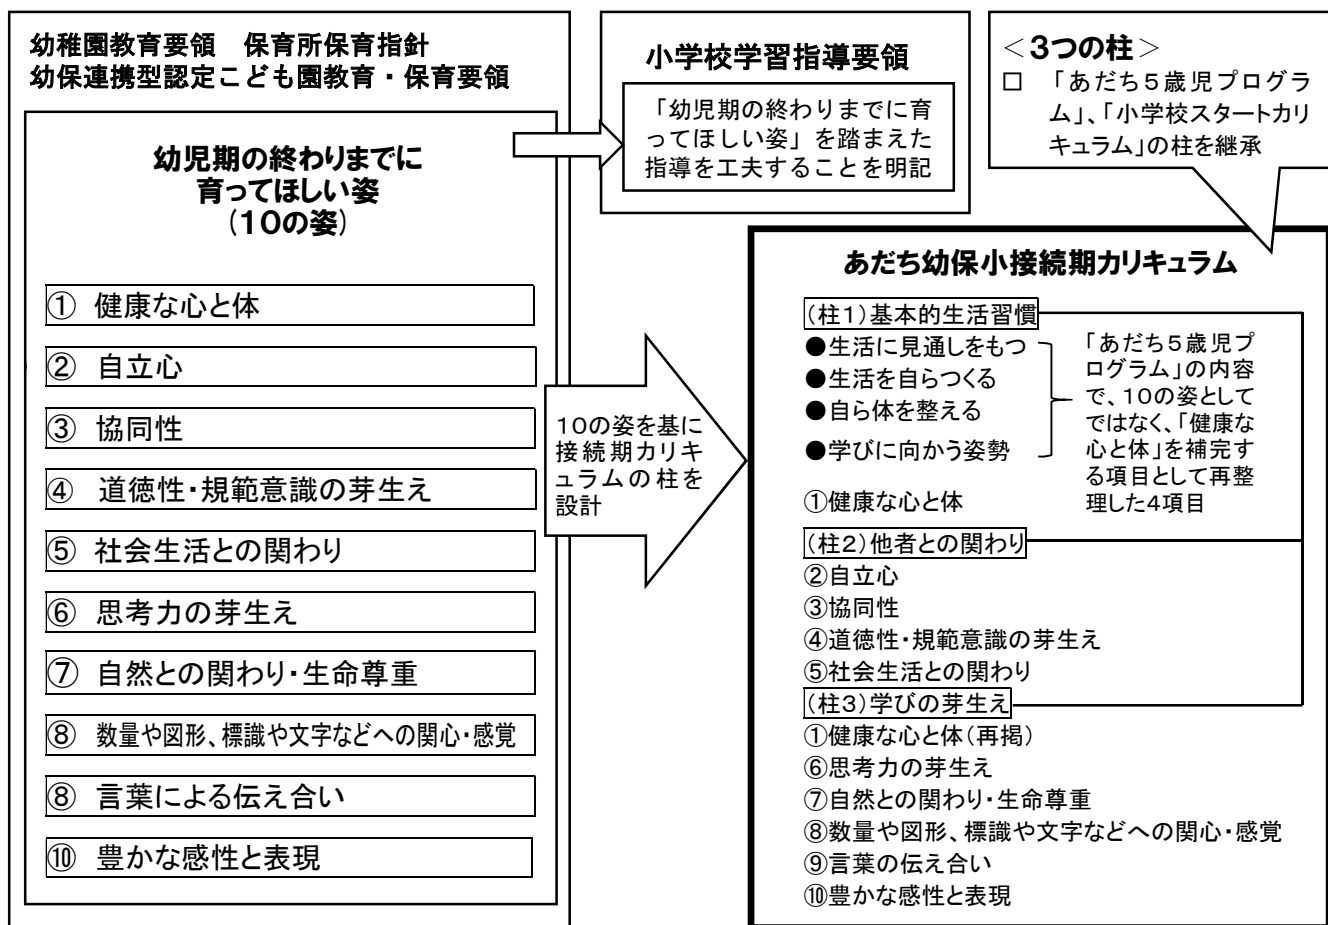 幼稚園教育要領　保育所保育指針
幼保連携型認定こども園教育・保育要領
幼児期の終わりまでに
育ってほしい姿
(10の姿)
① 健康な心と体
② 自立心
③ 協同性
④ 道徳性・規範意識の芽生え
⑤ 社会生活との関わり
⑥ 思考力の芽生え
⑦ 自然との関わり・生命尊重
⑧ 数量や図形、標識や文字などへの関心・感覚
⑧ 言葉による伝え合い
⑩ 豊かな感性と表現
小学校学習指導要領
「幼児期の終わりまでに育
ってほしい姿」を踏まえた
指導を工夫することを明記
10の姿を基に
接続期カリキ
ュラムの柱を
設計
＜3つの柱＞
□ 「あだち5歳児プログラ
ム」、「小学校スタートカリ
キュラム」の柱を継承
あだち幼保小接続期カリキュラム
(柱1)基本的生活習慣
●生活に見通しをもつ
●生活を自らつくる
●自ら体を整える
●学びに向かう姿勢
「あだち5歳児プ
ログラム」の内容
で、10の姿として
ではなく、「健康な
心と体」を補完す
る項目として再整
理した4項目
①健康な心と体
(柱2)他者との関わり
②自立心
③協同性
④道徳性・規範意識の芽生え
⑤社会生活との関わり
(柱3)学びの芽生え
①健康な心と体(再掲)
⑥思考力の芽生え
⑦自然との関わり・生命尊重
⑧数量や図形、標識や文字などへの関心・感覚
⑨言葉の伝え合い
⑩豊かな感性と表現